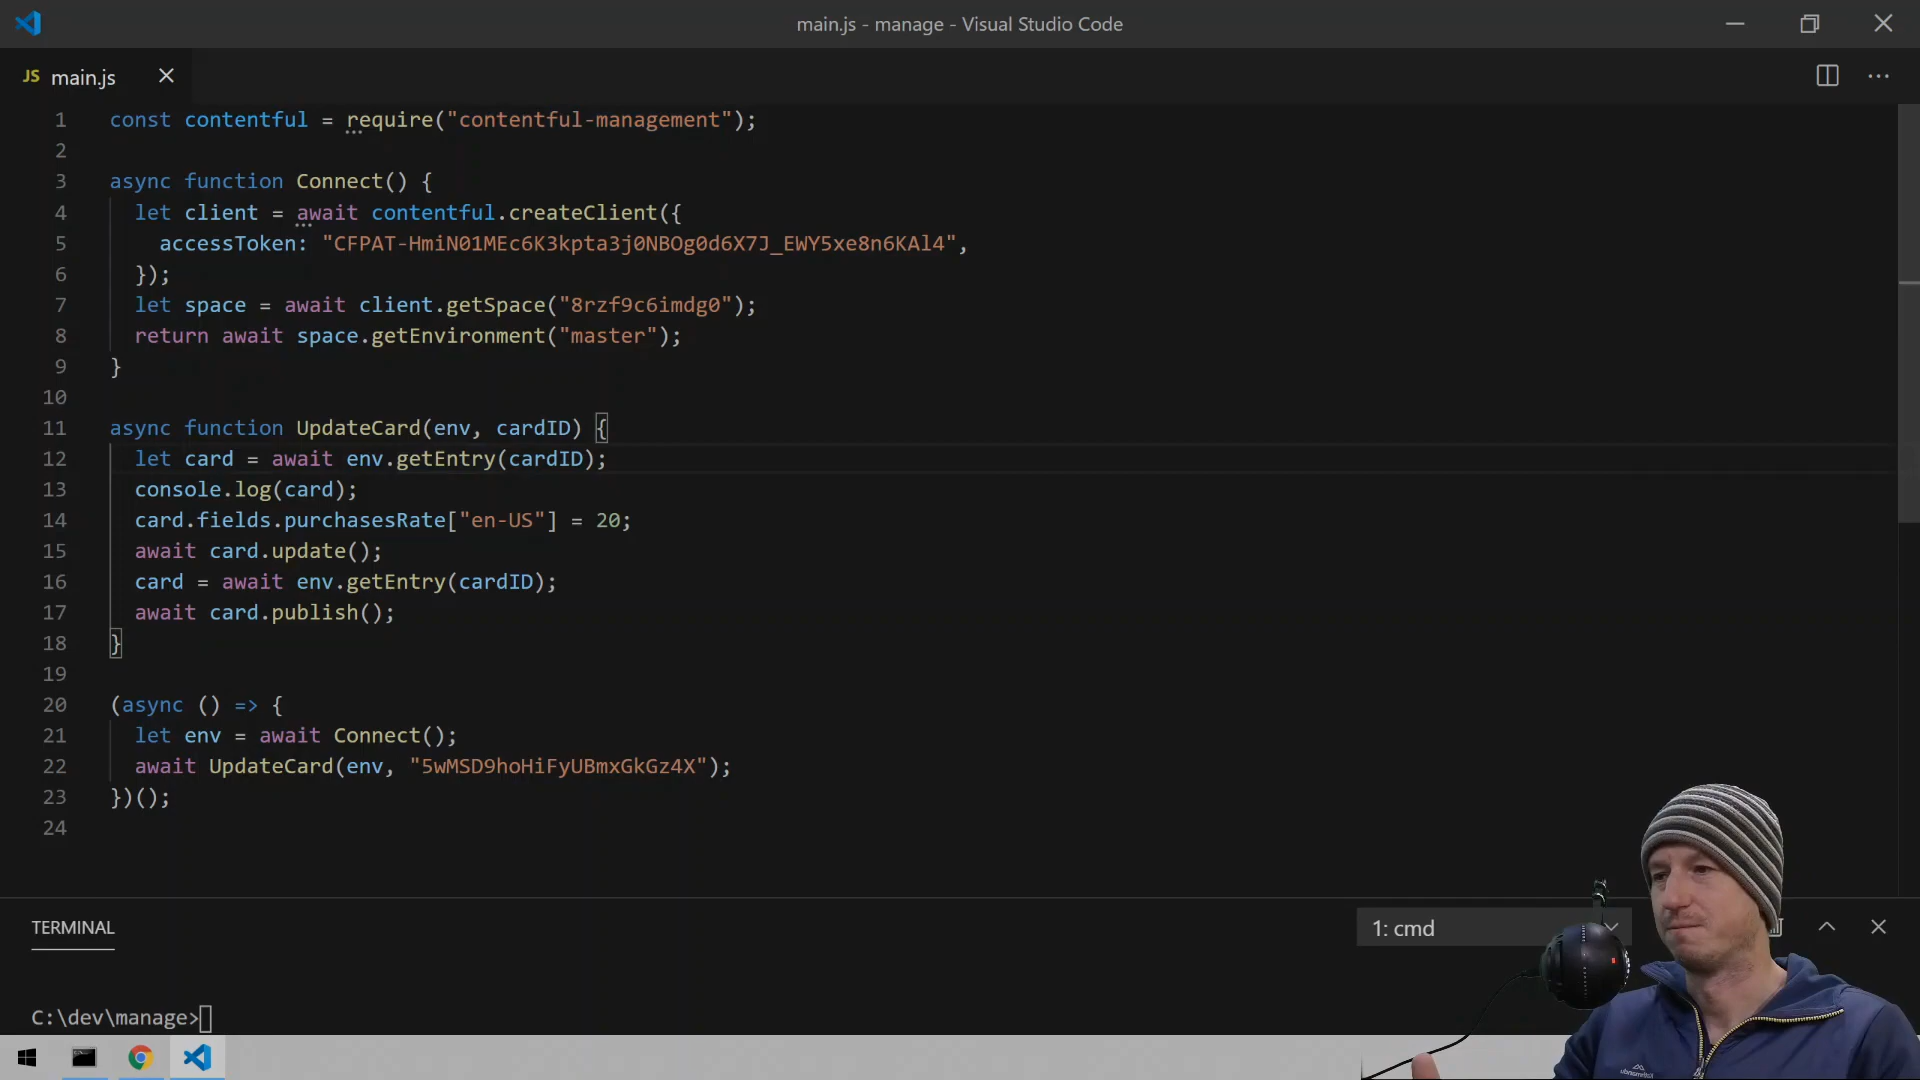 main.js - manage - Visual Studio Code
JS main.js
1 const contentful = require("contentful-management");
2
3 async function Connect() {
4 let client = await contentful.createClient({
5 accessToken: "CFPAT-HmiN01MEc6K3kpta3j0NBOg0d6X7J_EWY5xe8n6KAl4",
6 });
7 let space = await client.getSpace("8rzf9c6imdg0");
8 return await space.getEnvironment("master");
9 }
10
11 async function UpdateCard(env, cardID) {
12 let card = await env.getEntry(cardID);
13 console.log(card);
14 card.fields.purchasesRate["en-US"] = 20;
15 await card.update();
16 card = await env.getEntry(cardID);
17 await card.publish();
18 }
19
20 (async () => {
21 let env = await Connect();
22 await UpdateCard(env, "5wMSD9hoHiFyUBmxGkGz4X");
23 })();
24
TERMINAL
1: cmd
C:\dev\manage>